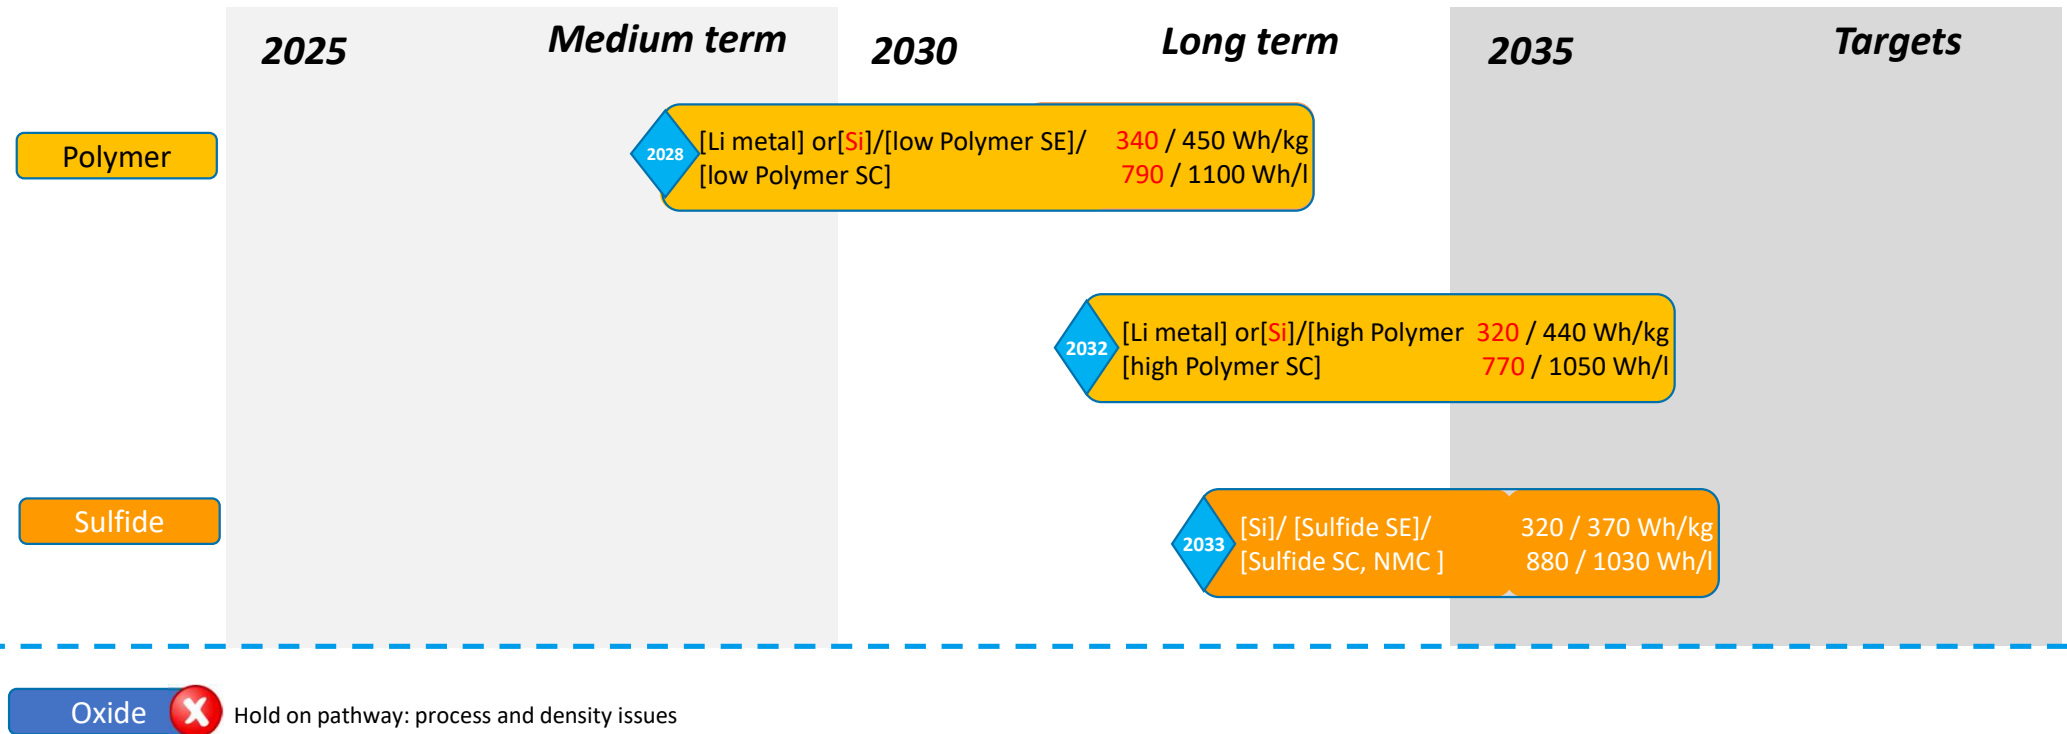 2025 Medium term 2030 Long term 2035 Targets
Polymer
2028
[Li metal] or[Si]/[low Polymer SE]/ 340 / 450 Wh/kg
[low Polymer SC] 790 / 1100 Wh/l
2032
[Li metal] or[Si]/[high Polymer 320 / 440 Wh/kg
[high Polymer SC] 770 / 1050 Wh/l
Sulfide
2033
[Si]/ [Sulfide SE]/ 320 / 370 Wh/kg
[Sulfide SC, NMC ] 880 / 1030 Wh/l
Oxide X Hold on pathway: process and density issues